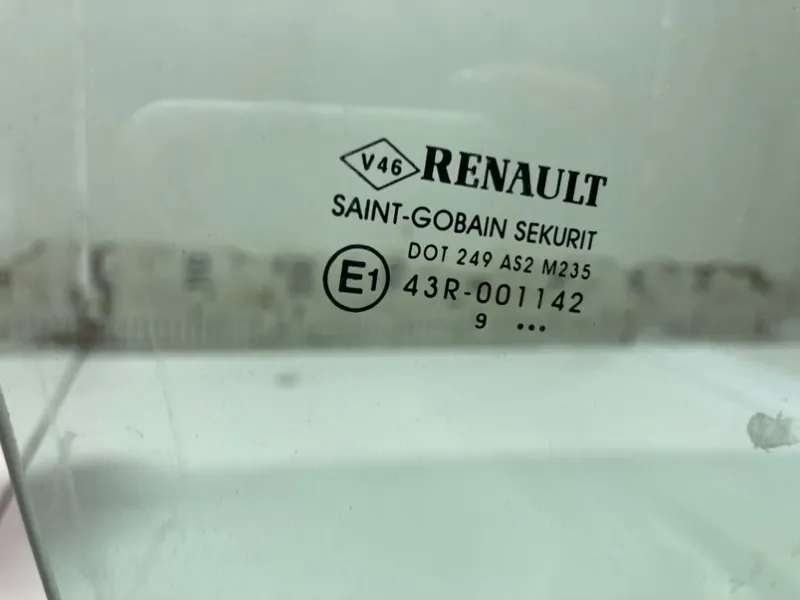 V46 RENAULT
SAINT-GOBAIN SEKURIT
DOT 249 AS2 M235
E1 43R-001142
9 •••